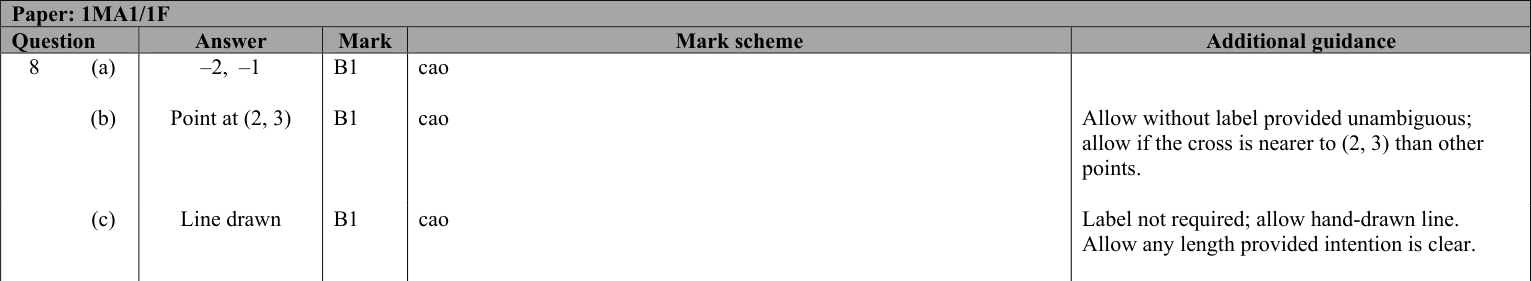 Paper: 1MA1/1F
Question Answer Mark Mark scheme Additional guidance
8 (a) –2, –1 B1 cao
(b) Point at (2, 3) B1 cao Allow without label provided unambiguous;
allow if the cross is nearer to (2, 3) than other
points.
(c) Line drawn B1 cao Label not required; allow hand-drawn line.
Allow any length provided intention is clear.